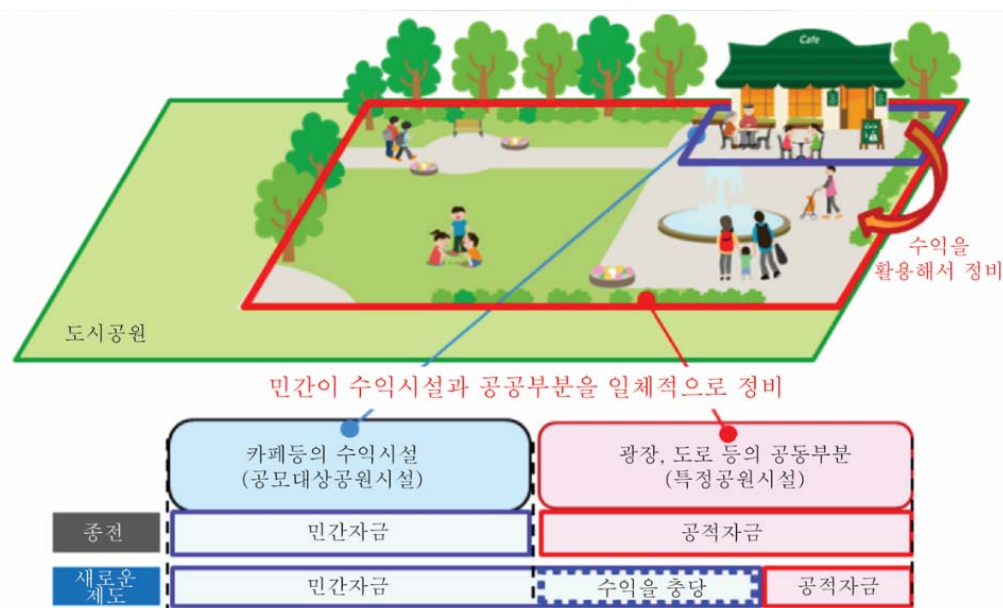 Cafe
Cafe
수익을
활용해서 정비
도시공원
민간이 수익시설과 공공부분을 일체적으로 정비
카페등의 수익시설
(공모대상공원시설)
광장, 도로 등의 공동부분
(특정공원시설)
종전
민간자금
공적자금
새로운
제도
민간자금
수익을 충당
공적자금